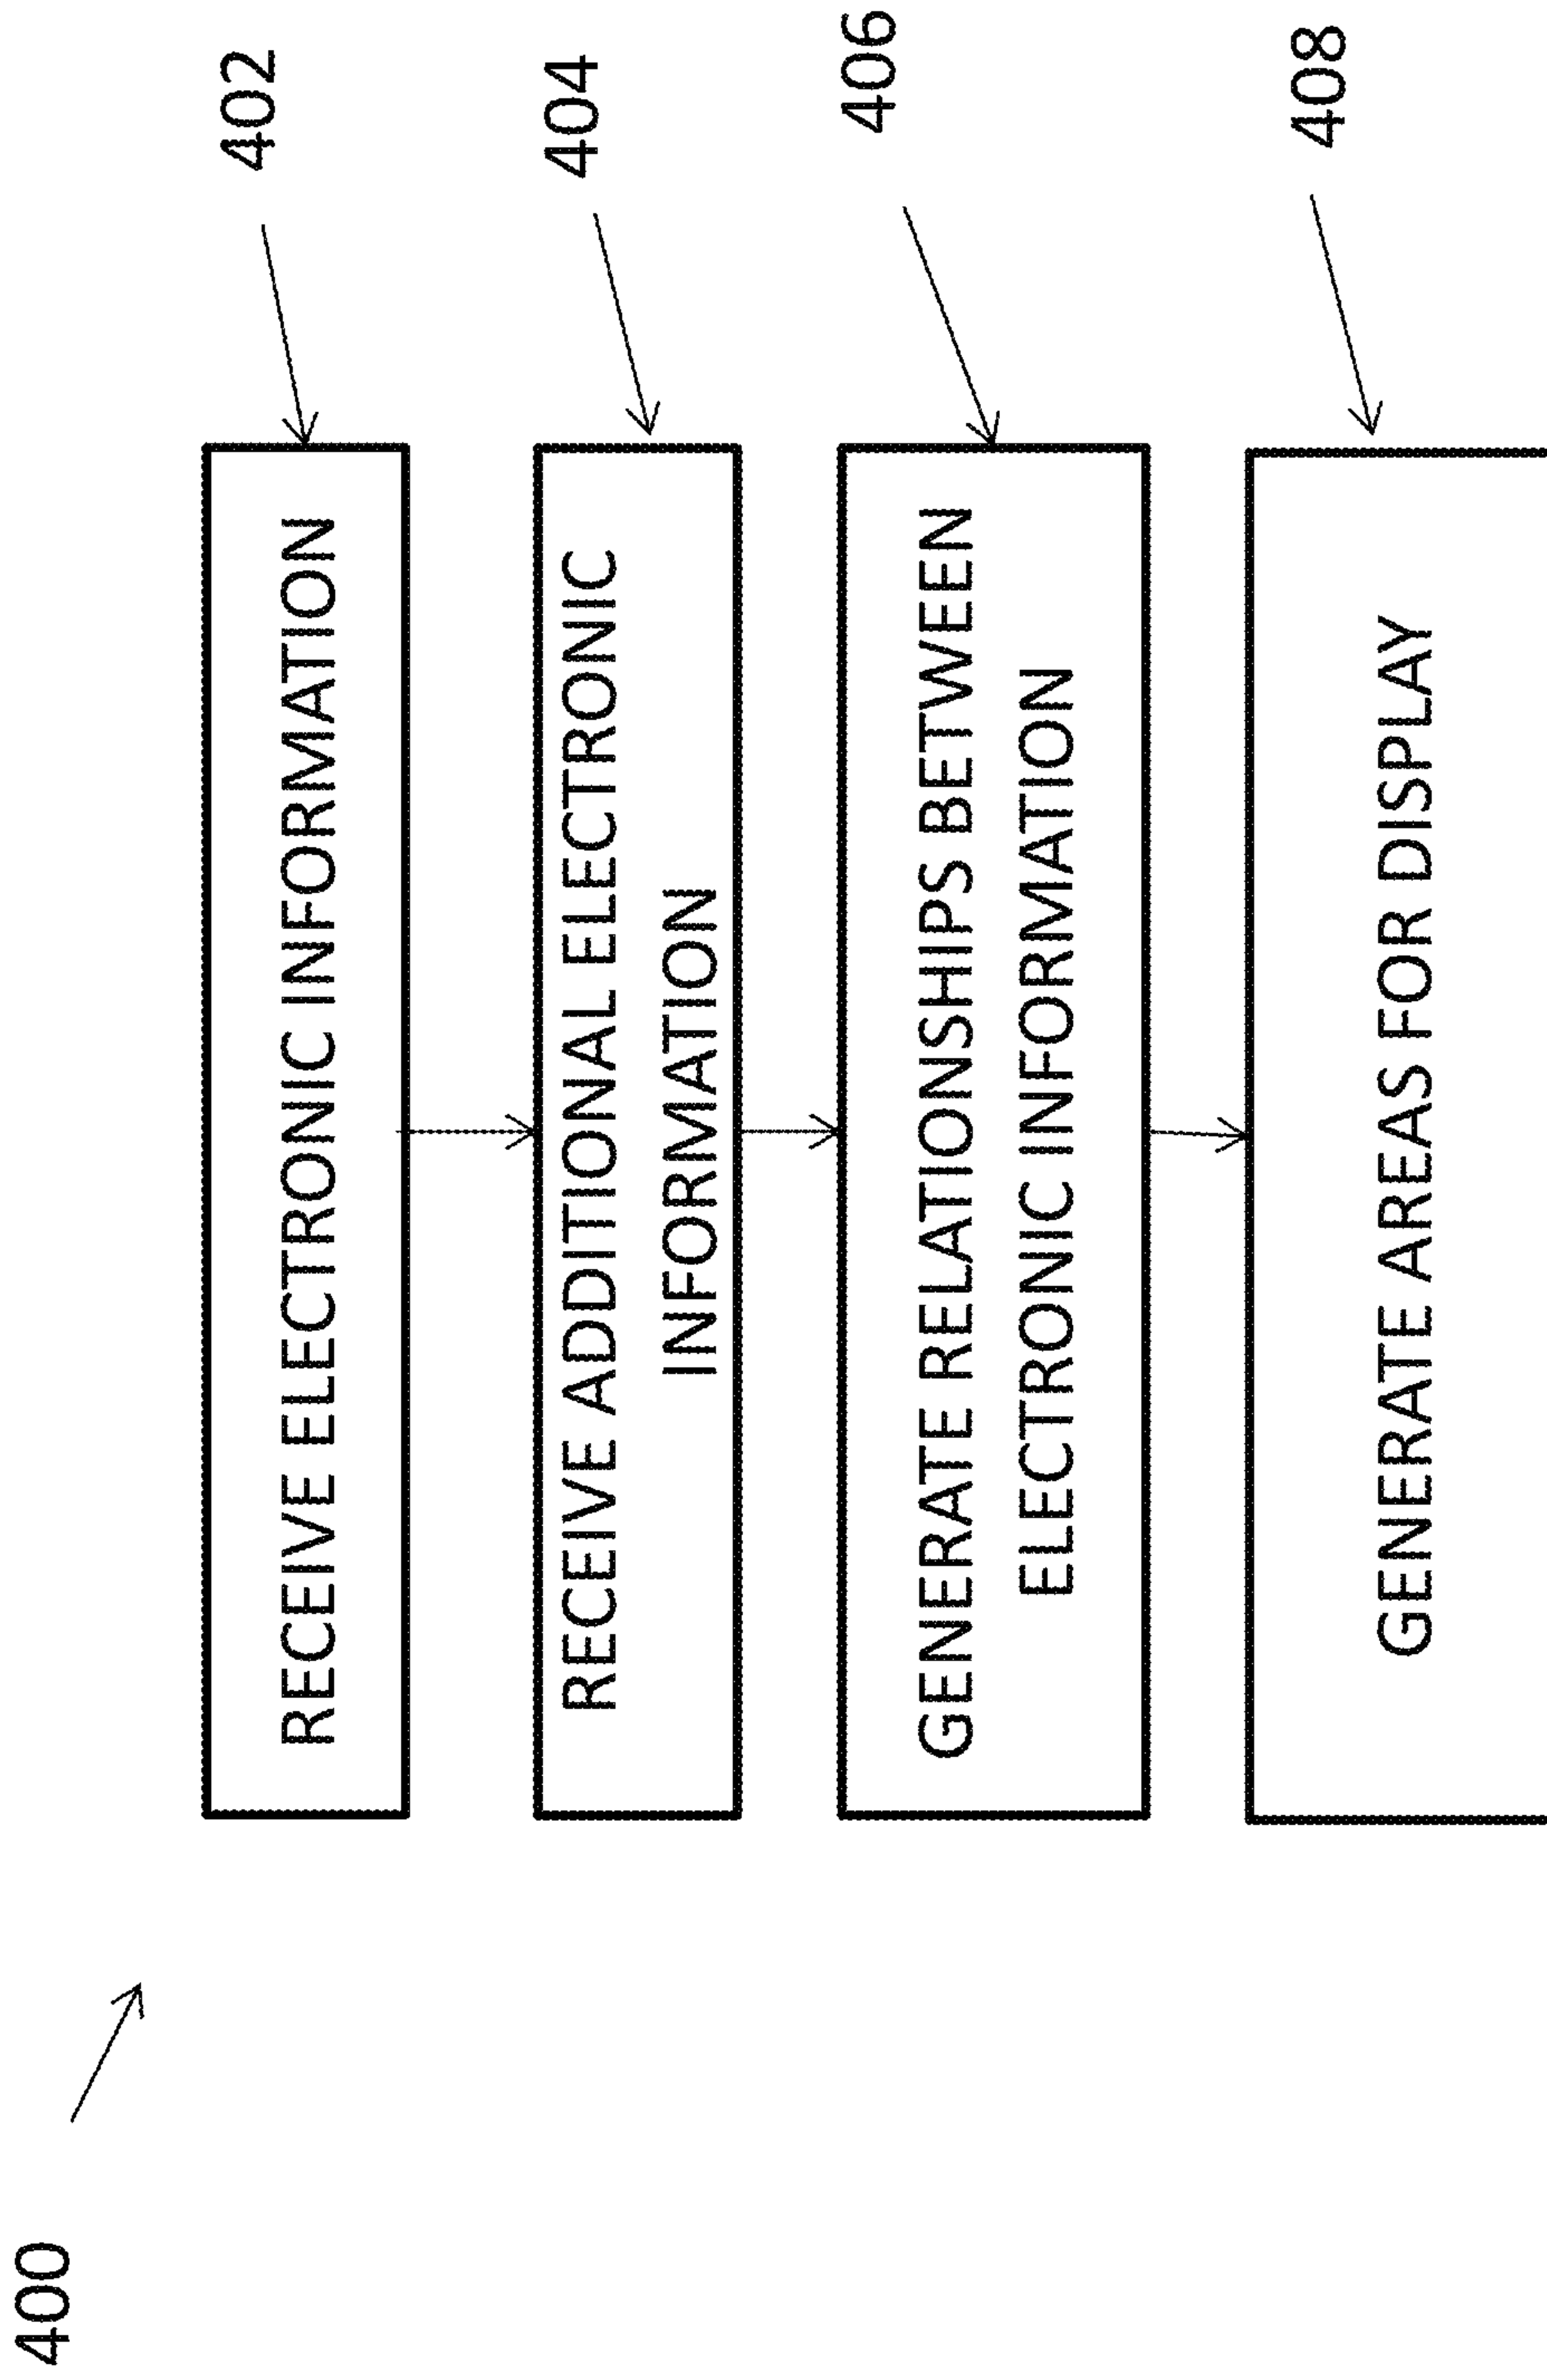 400
RECEIVE ELECTRONIC INFORMATION
402
RECEIVE ADDITIONAL ELECTRONIC
INFORMATION
404
GENERATE RELATIONSHIPS BETWEEN
ELECTRONIC INFORMATION
406
GENERATE AREAS FOR DISPLAY
408